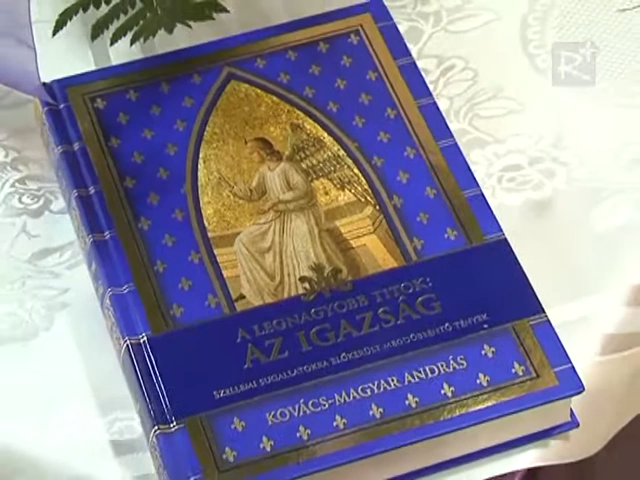 R+
A LEGNAGYOBB TITOK:
AZ IGAZSÁG
SZELLEMI SUGALLATOKRA ELŐKERÜLT MEGDÖBBENTŐ TÉNYEK
KOVÁCS-MAGYAR ANDRÁS